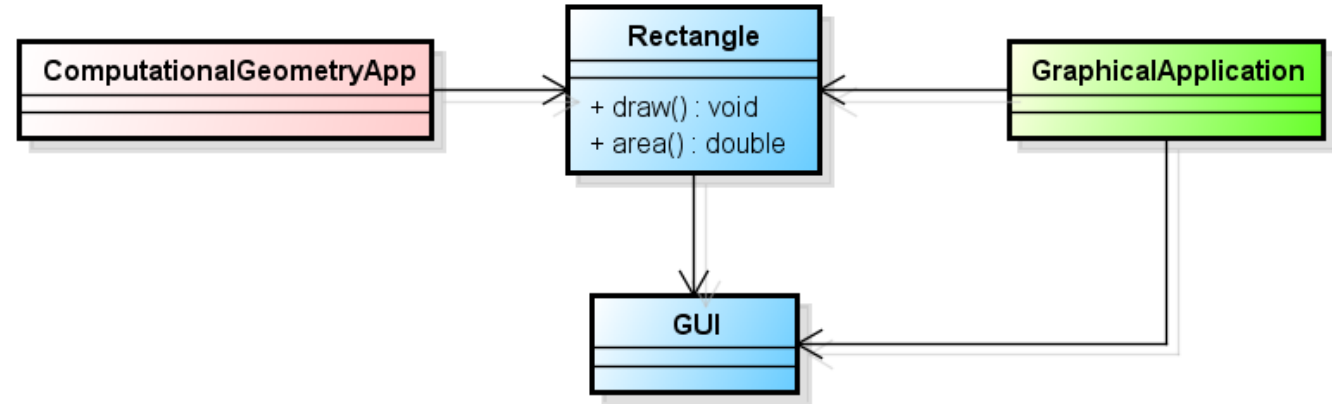 Rectangle
ComputationalGeometryApp
GraphicalApplication
+ draw() : void
+ area() : double
GUI